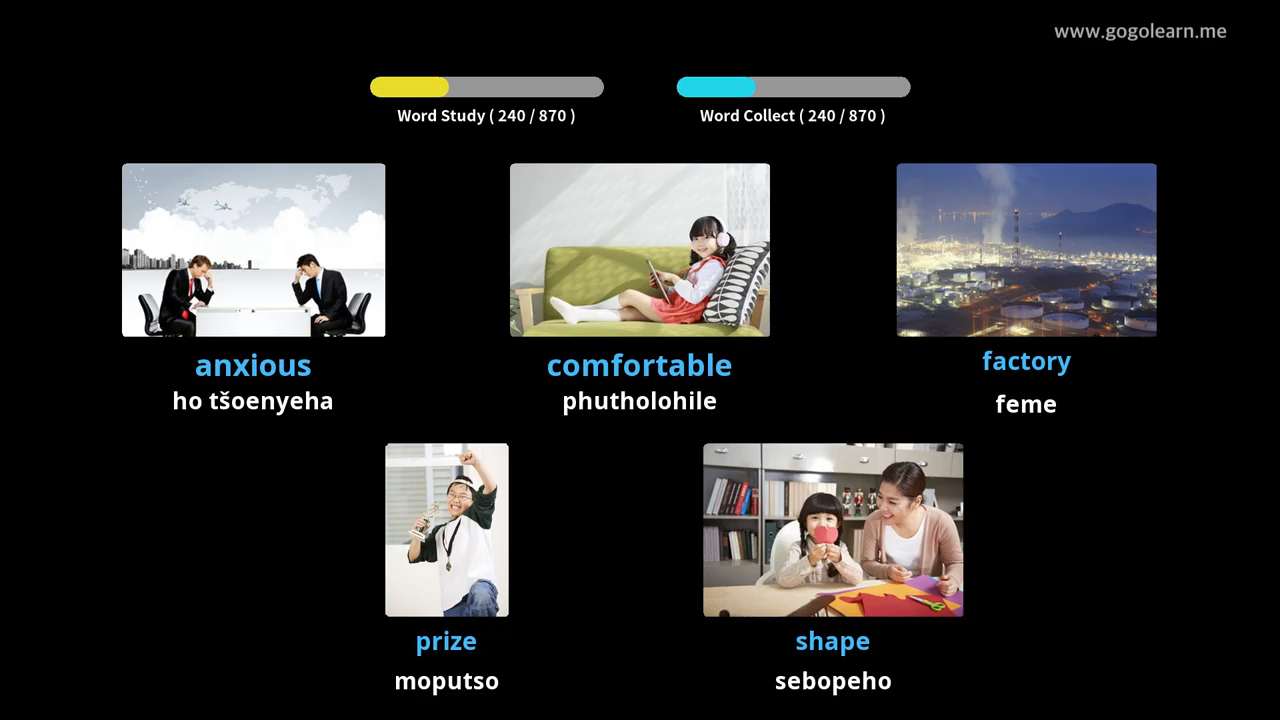 www.gogolearn.me
Word Study ( 240 / 870 )
Word Collect ( 240 / 870 )
anxious
ho tšoenyeha
comfortable
phutholohile
factory
feme
prize
moputso
shape
sebopeho